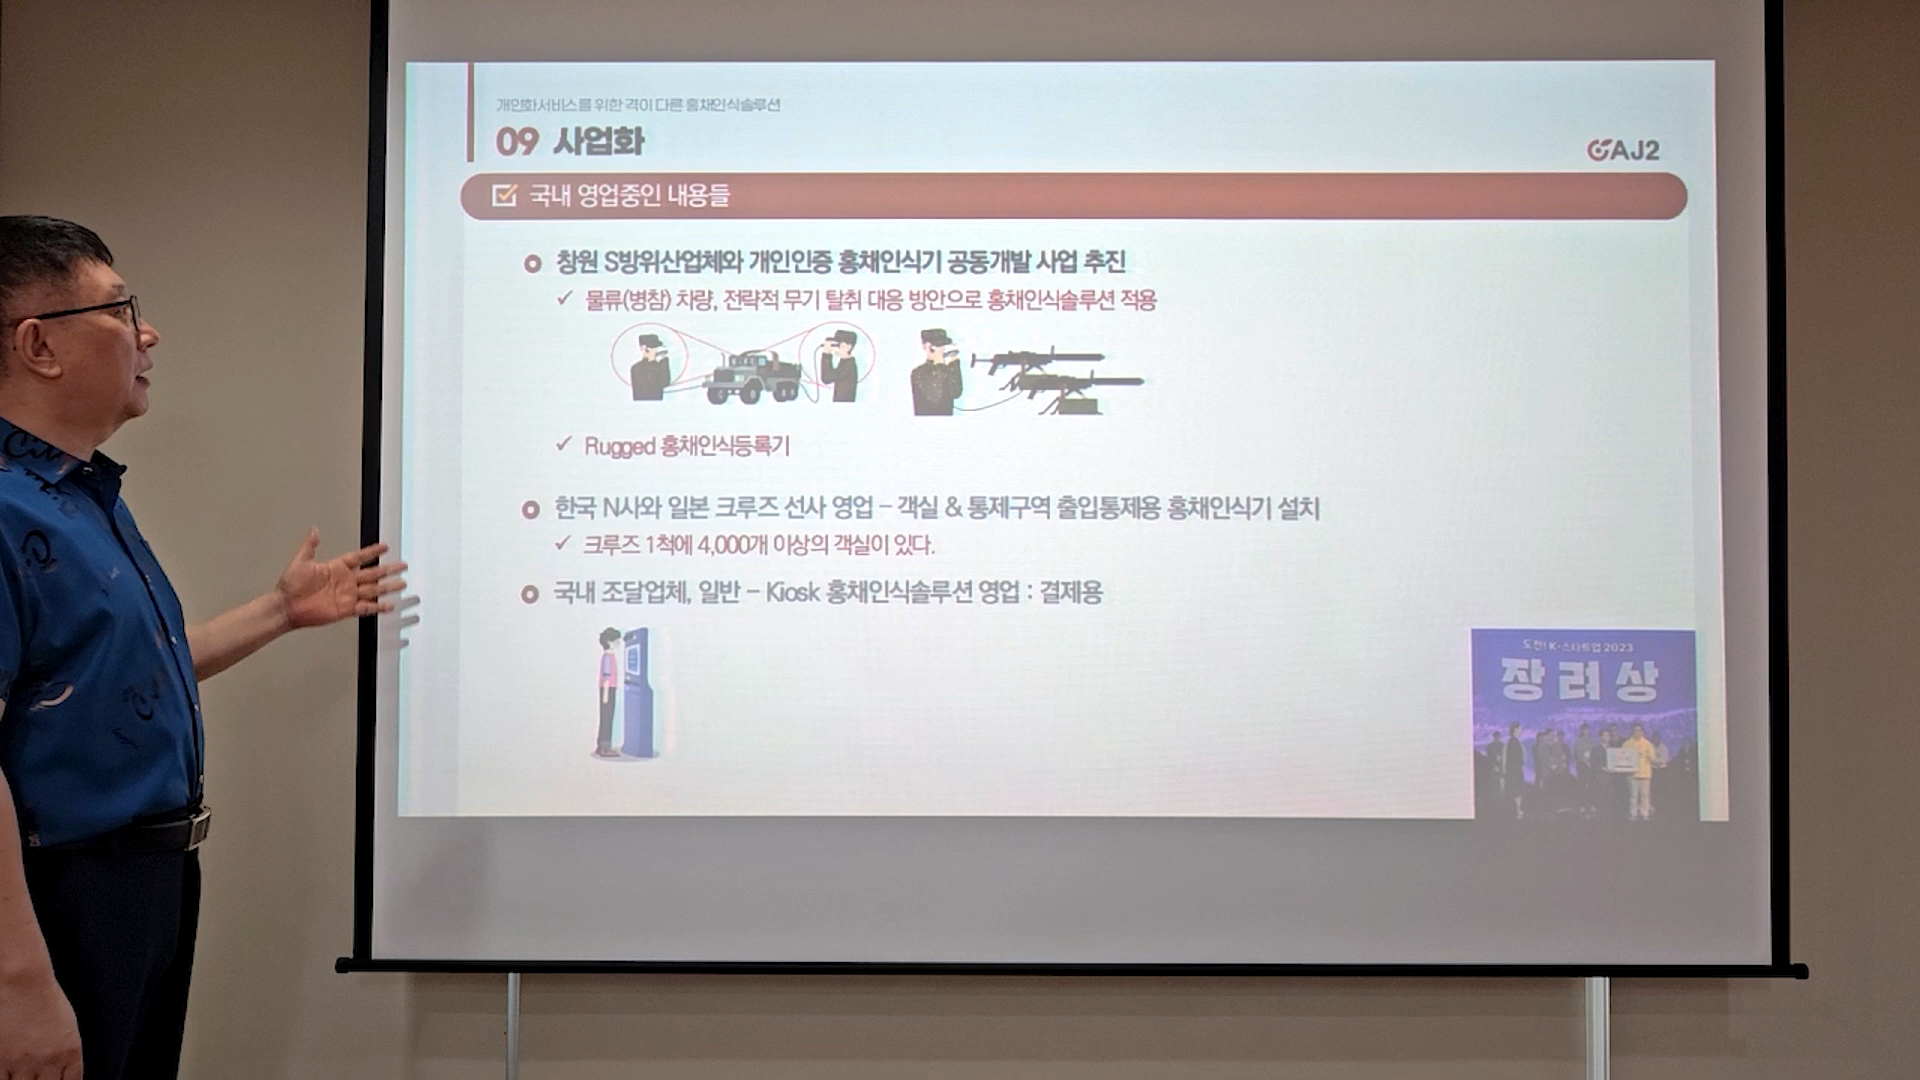 개인화서비스를 위한 격이 다른 홍채인식솔루션
09 사업화
AJ2
국내 영업중인 내용들
창원 S방위산업체와 개인인증 홍채인식기 공동개발 사업 추진
✓ 물류(병참) 차량, 전략적 무기 탈취 대응 방안으로 홍채인식솔루션 적용
✓ Rugged 홍채인식등록기
한국 N사와 일본 크루즈 선사 영업 – 객실 & 통제구역 출입통제용 홍채인식기 설치
✓ 크루즈 1척에 4,000개 이상의 객실이 있다.
국내 조달업체, 일반 – Kiosk 홍채인식솔루션 영업 : 결제용
도전! K-스타트업 2023
장려상